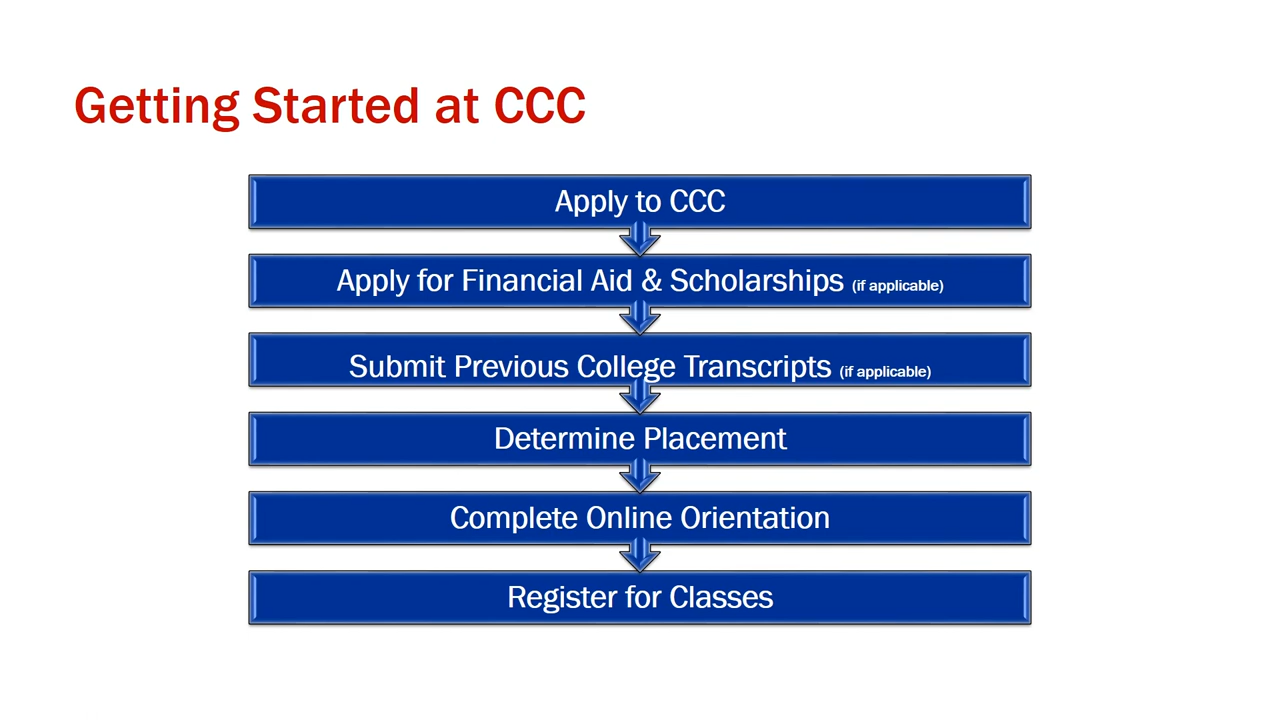 Getting Started at CCC
Apply to CCC
Apply for Financial Aid & Scholarships (if applicable)
Submit Previous College Transcripts (if applicable)
Determine Placement
Complete Online Orientation
Register for Classes